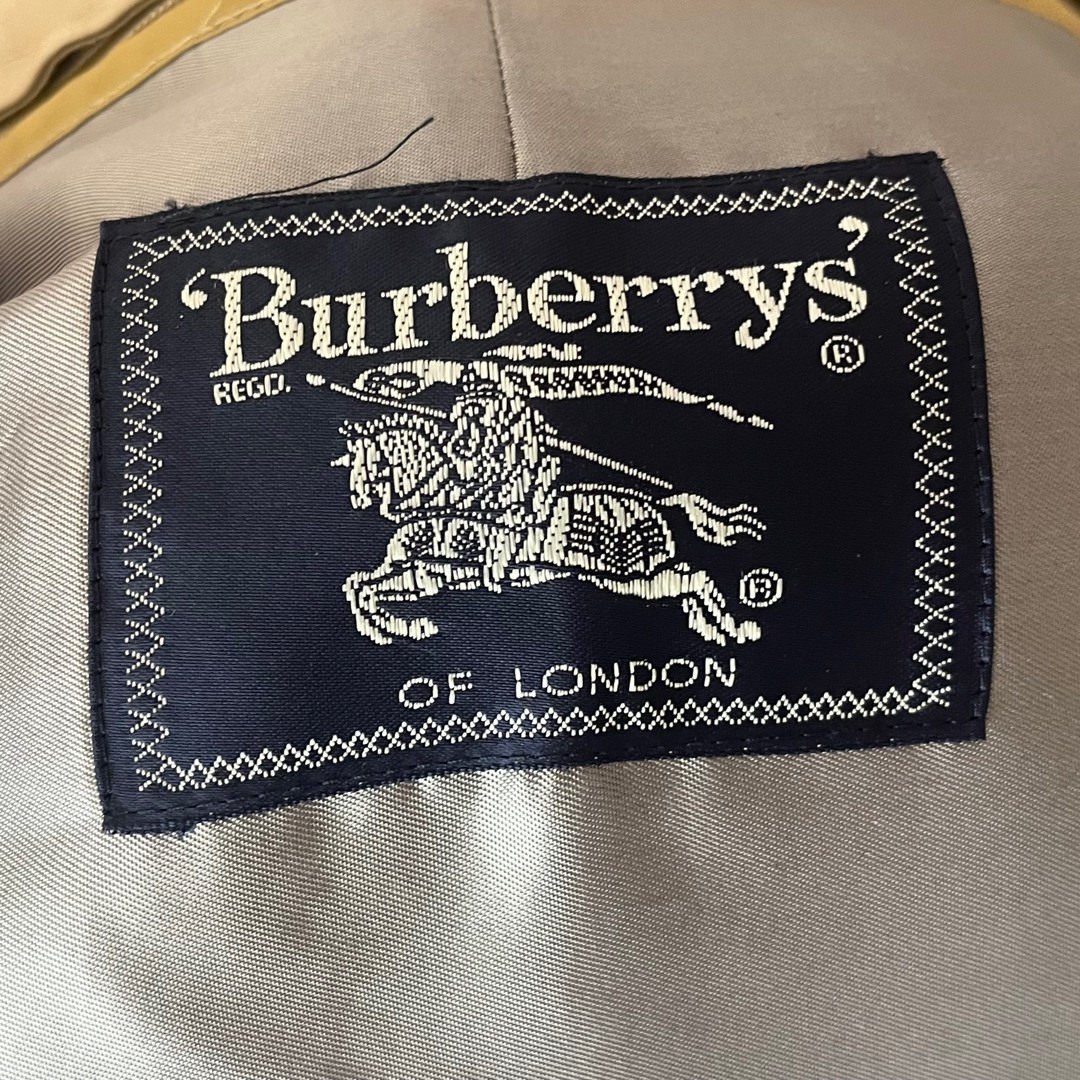 ‘Burberrys’
REGD. ®
®
OF LONDON